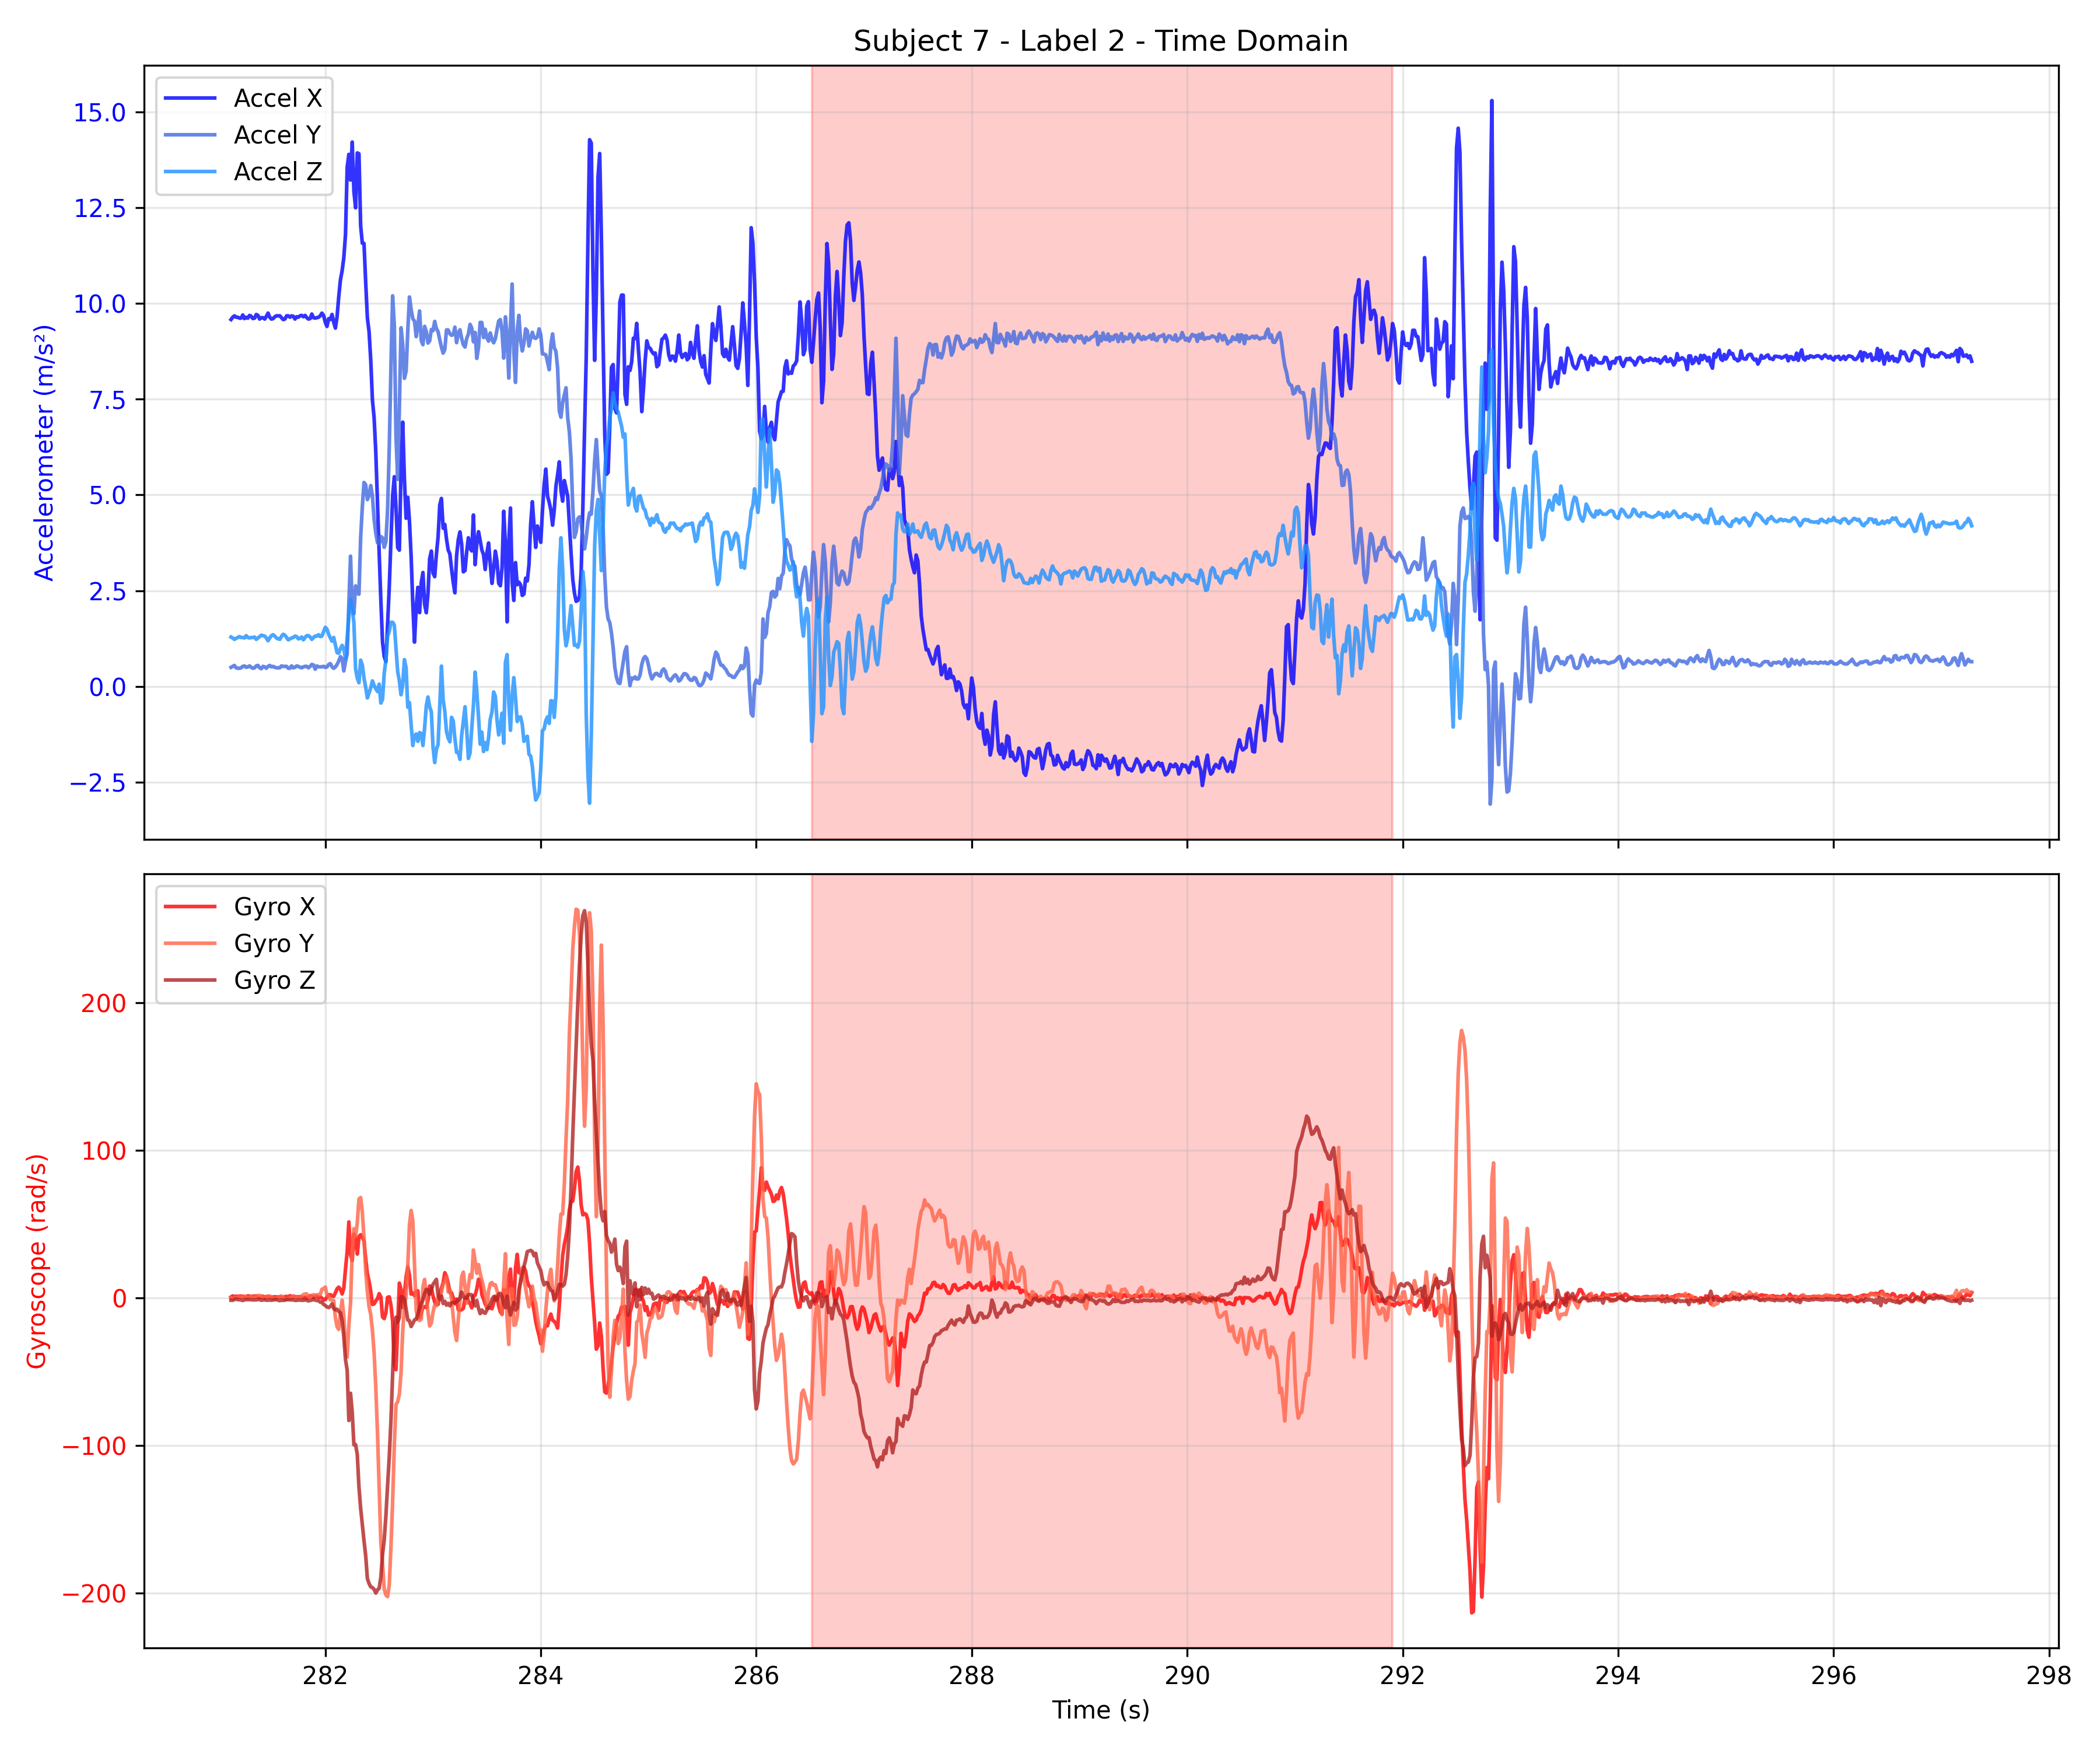 Subject 7 - Label 2 - Time Domain
Accel X
Accel Y
Accel Z
15.0
12.5
10.0
7.5
5.0
2.5
0.0
−2.5
Accelerometer (m/s²)
Gyro X
Gyro Y
Gyro Z
200
100
0
−100
−200
Gyroscope (rad/s)
282
284
286
288
290
292
294
296
298
Time (s)